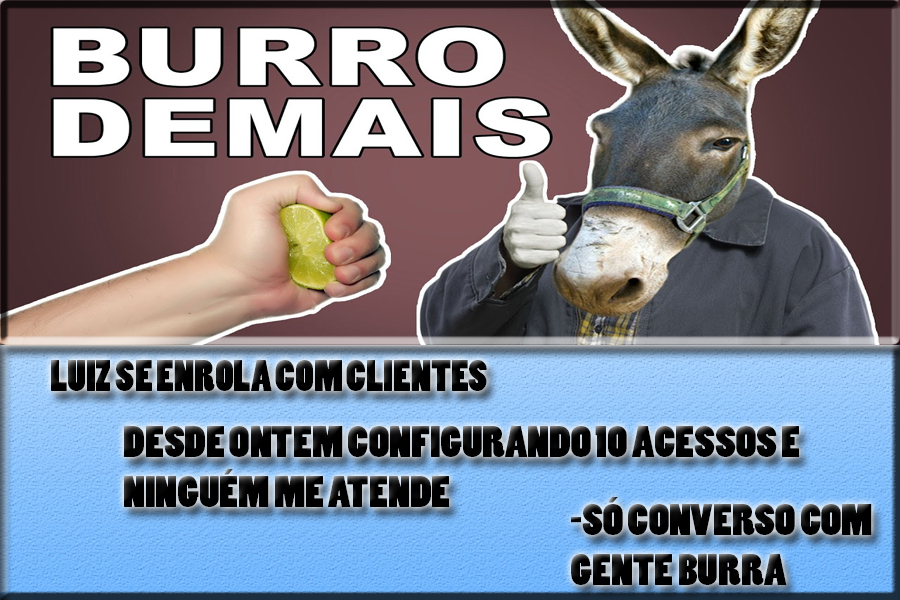 BURRO
DEMAIS
LUIZ SE ENROLA COM CLIENTES
DESDE ONTEM CONFIGURANDO 10 ACESSOS E
NINGUÉM ME ATENDE
-SÓ CONVERSO COM
GENTE BURRA